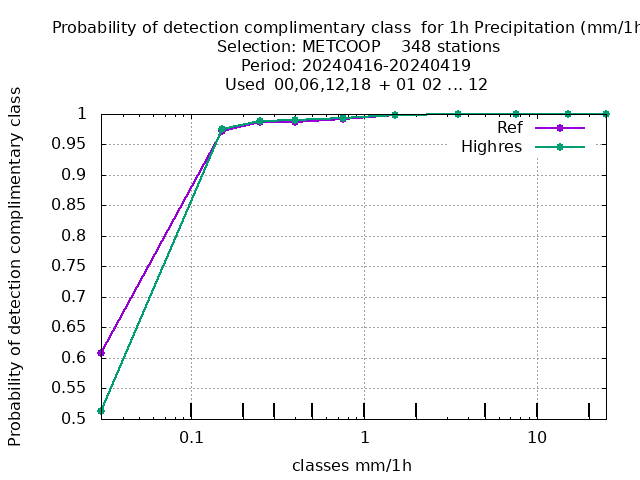 Probability of detection complimentary class for 1h Precipitation (mm/1h
Selection: METCOOP 348 stations
Period: 20240416-20240419
Used 00,06,12,18 + 01 02 ... 12
Probability of detection complimentary class
1
0.95
0.9
0.85
0.8
0.75
0.7
0.65
0.6
0.55
0.5
Ref
Highres
0.1
1
10
classes mm/1h